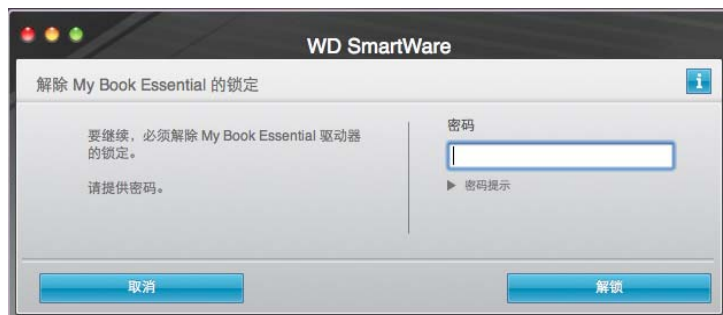 WD SmartWare
解除 My Book Essential 的锁定
i
要继续，必须解除 My Book Essential 驱动器
的锁定。
请提供密码。
密码
▶ 密码提示
取消
解锁